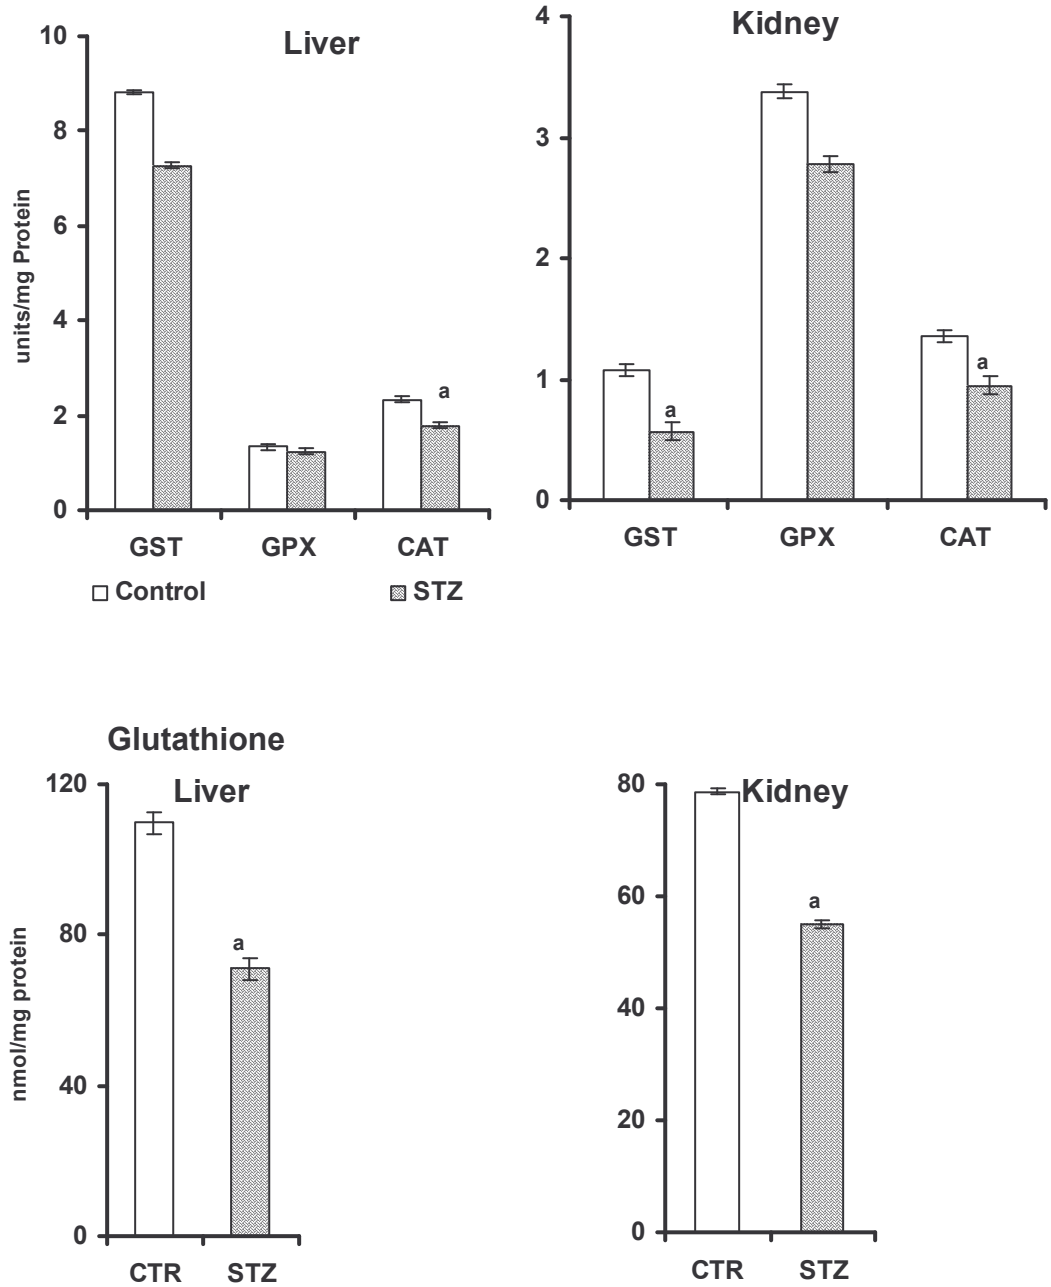 Liver
10
8
6
4
2
0
units/mg Protein
a
GST GPX CAT
Control STZ
Kidney
4
3
2
1
0
a
a
GST GPX CAT
Glutathione
Liver
120
80
40
0
nmol/mg protein
a
CTR STZ
Kidney
80
60
40
20
0
a
CTR STZ